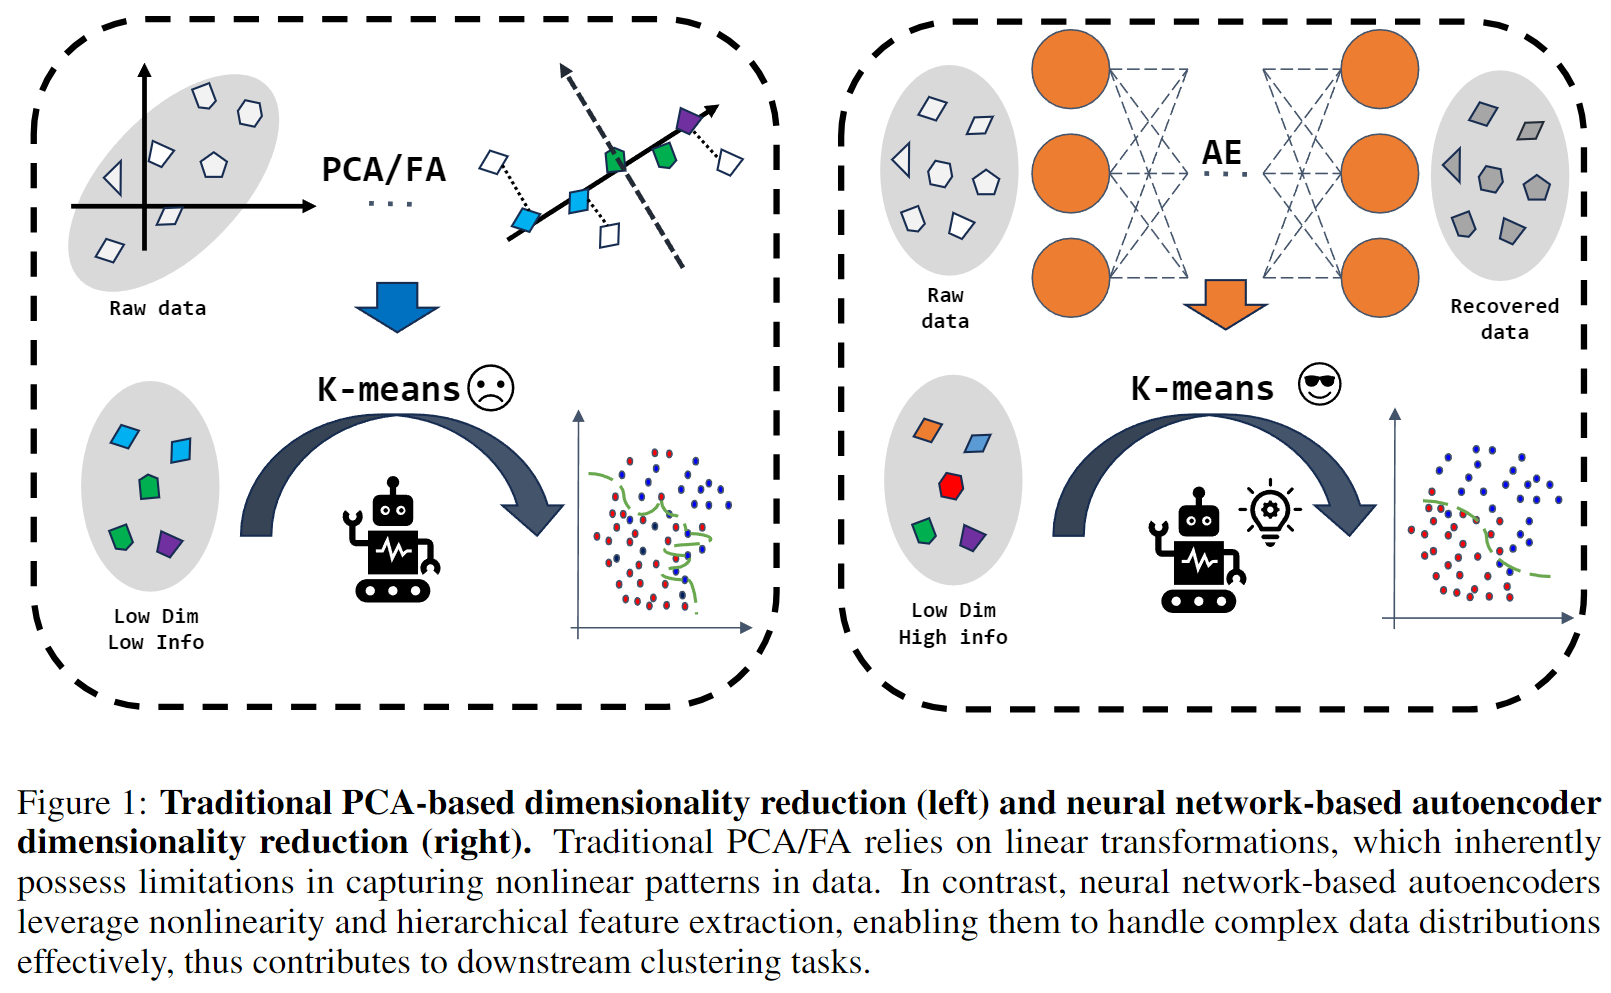 PCA/FA
....
Raw data
K-means
Low Dim
Low Info
AE
....
Raw
data
Recovered
data
K-means
Low Dim
High info
Figure 1: Traditional PCA-based dimensionality reduction (left) and neural network-based autoencoder
dimensionality reduction (right). Traditional PCA/FA relies on linear transformations, which inherently
possess limitations in capturing nonlinear patterns in data. In contrast, neural network-based autoencoders
leverage nonlinearity and hierarchical feature extraction, enabling them to handle complex data distributions
effectively, thus contributes to downstream clustering tasks.